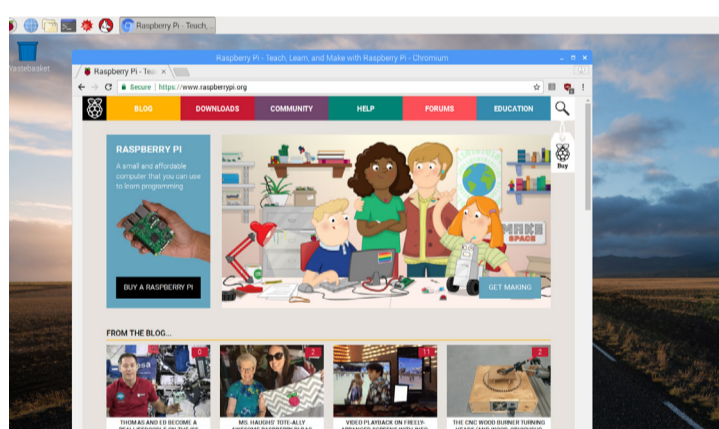 Raspberry Pi - Teach, ...
Wastebasket
Raspberry Pi - Teach, Learn, and Make with Raspberry Pi - Chromium
Raspberry Pi - Tea
Secure https://www.raspberrypi.org
BLOG DOWNLOADS COMMUNITY HELP FORUMS EDUCATION
Buy
RASPBERRY PI
A small and affordable
computer that you can use
to learn programming
BUY A RASPBERRY PI
MAKE
SPACE
GET MAKING
FROM THE BLOG...
0 2 11 2
THOMAS AND ED BECOME A
MS. HAUGHS' TOTE-ALLY
VIDEO PLAYBACK ON FREELY-
THE CNC WOOD BURNER TURNING